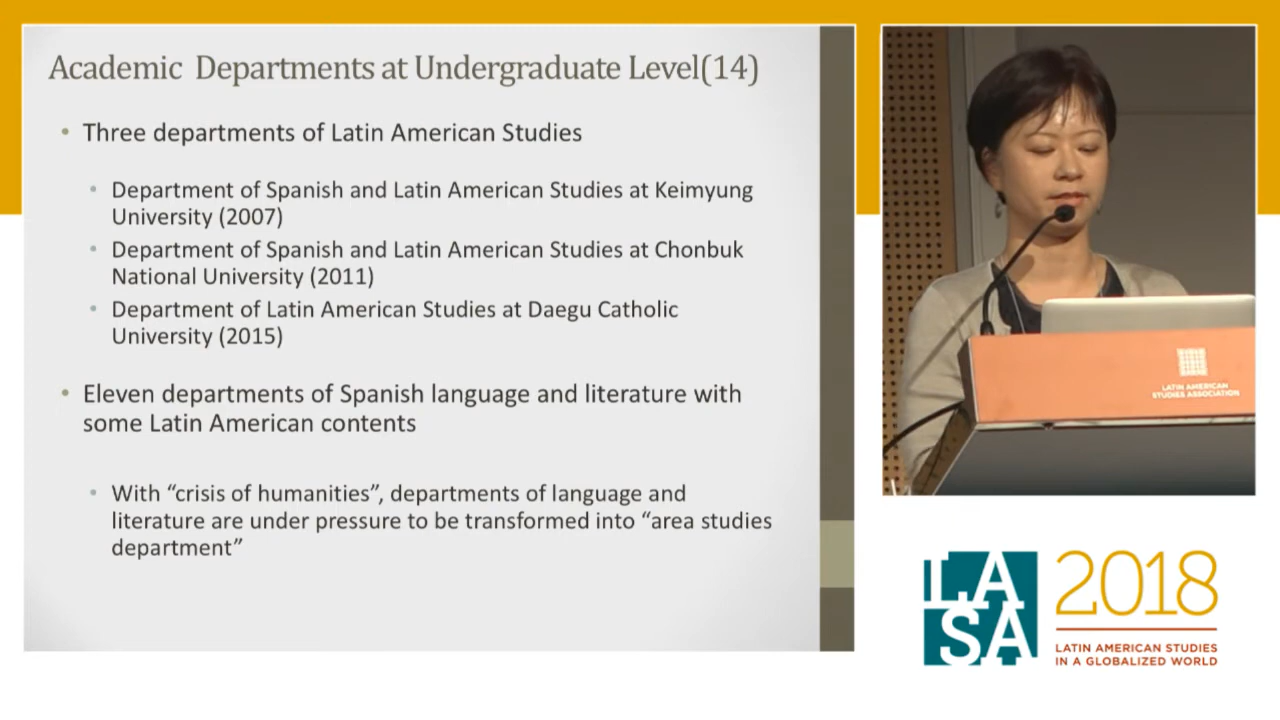 Academic Departments at Undergraduate Level(14)
• Three departments of Latin American Studies
• Department of Spanish and Latin American Studies at Keimyung
University (2007)
• Department of Spanish and Latin American Studies at Chonbuk
National University (2011)
• Department of Latin American Studies at Daegu Catholic
University (2015)
• Eleven departments of Spanish language and literature with
some Latin American contents
• With “crisis of humanities”, departments of language and
literature are under pressure to be transformed into “area studies
department”
LATIN AMERICAN
STUDIES ASSOCIATION
LA
SA
2018
LATIN AMERICAN STUDIES
IN A GLOBALIZED WORLD